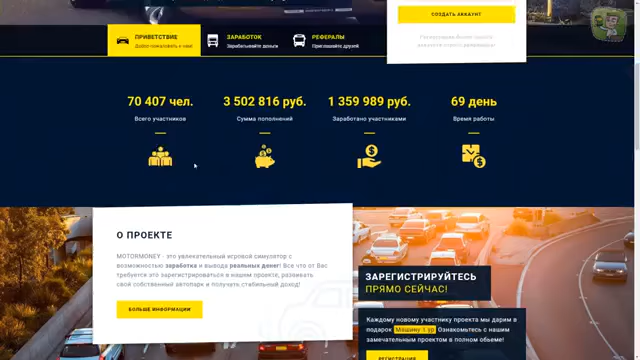 СОЗДАТЬ АККАУНТ
ПРИВЕТСТВИЕ
Добро пожаловать к нам!
ЗАРАБОТОК
Зарабатывайте деньги
РЕФЕРАЛЫ
Приглашайте друзей
70 407 чел.
Всего участников
3 502 816 руб.
Сумма пополнений
1 359 989 руб.
Заработано участниками
69 день
Время работы
О ПРОЕКТЕ
MOTORMONEY - это увлекательный игровой симулятор с
возможностью заработка и вывода реальных денег! Все что от Вас
требуется это зарегистрироваться в нашем проекте, развивать
свой собственный автопарк и получать стабильный доход!
БОЛЬШЕ ИНФОРМАЦИИ
ЗАРЕГИСТРИРУЙТЕСЬ
ПРЯМО СЕЙЧАС!
Каждому новому участнику проекта мы дарим в
подарок Машину 1 ур Ознакомьтесь с нашим
замечательным проектом в полном объеме!
РЕГИСТРАЦИЯ